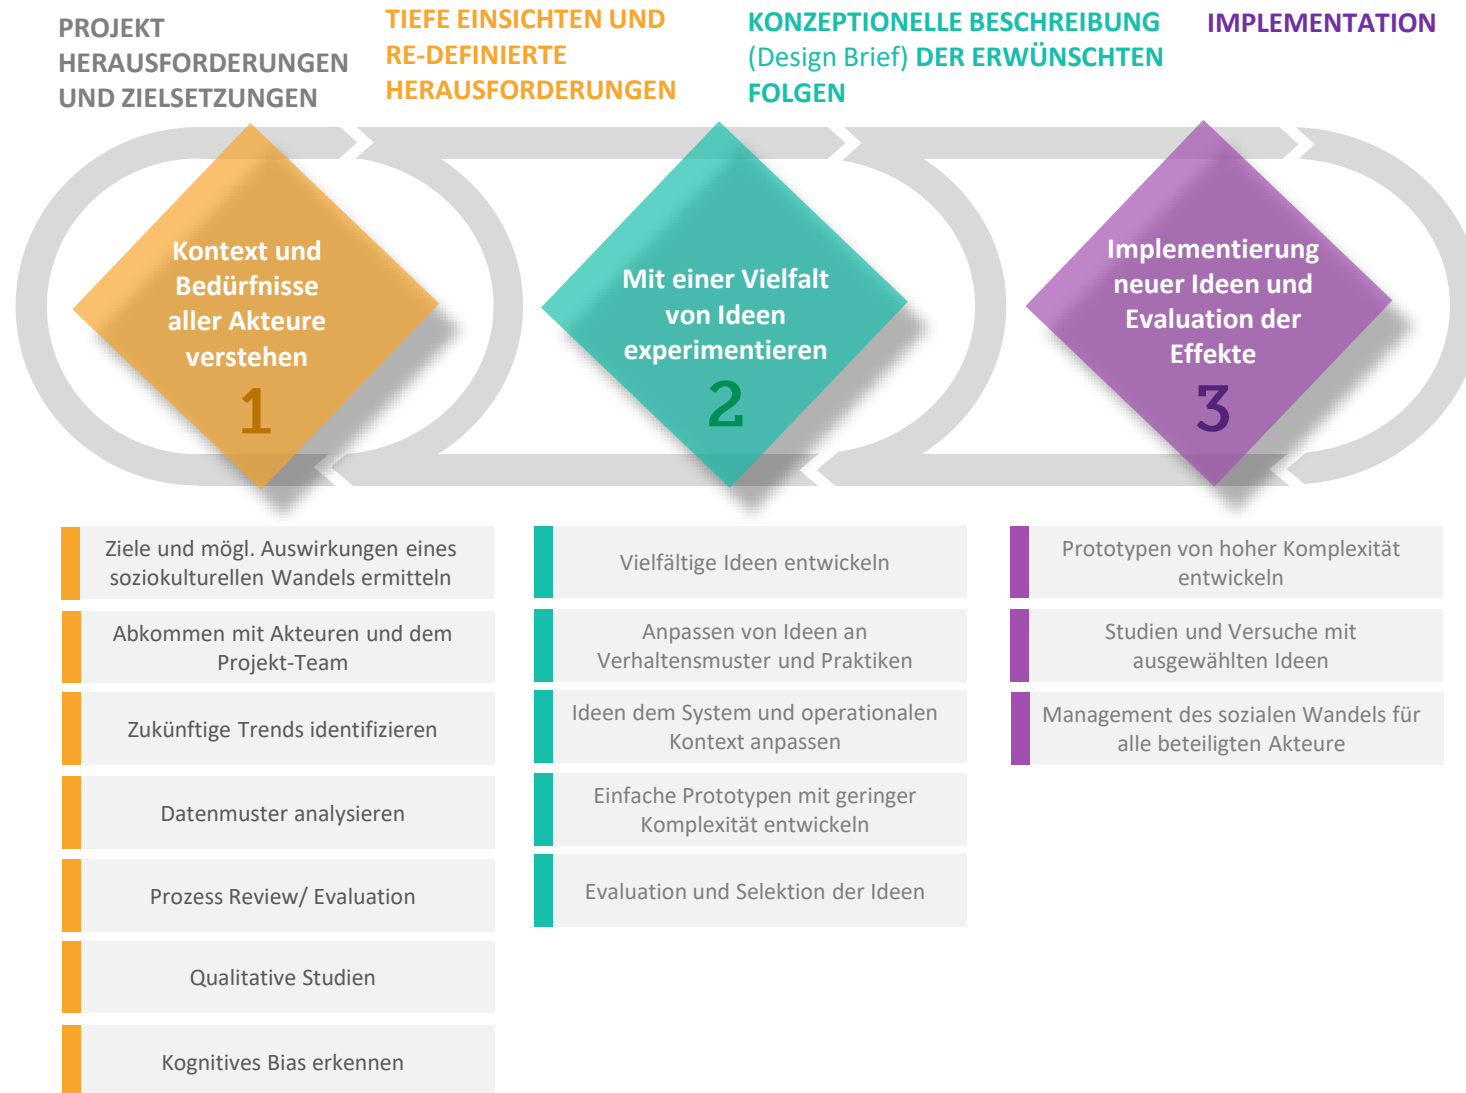 PROJEKT
HERAUSFORDERUNGEN
UND ZIELSETZUNGEN
TIEFE EINSICHTEN UND
RE-DEFINIERTE
HERAUSFORDERUNGEN
KONZEPTIONELLE BESCHREIBUNG
(Design Brief) DER ERWÜNSCHTEN
FOLGEN
IMPLEMENTATION
Kontext und
Bedürfnisse
aller Akteure
verstehen
1
Mit einer Vielfalt
von Ideen
experimentieren
2
Implementierung
neuer Ideen und
Evaluation der
Effekte
3
Ziele und mögl. Auswirkungen eines
soziokulturellen Wandels ermitteln
Abkommen mit Akteuren und dem
Projekt-Team
Zukünftige Trends identifizieren
Datenmuster analysieren
Prozess Review/ Evaluation
Qualitative Studien
Kognitives Bias erkennen
Vielfältige Ideen entwickeln
Anpassen von Ideen an
Verhaltensmuster und Praktiken
Ideen dem System und operationalen
Kontext anpassen
Einfache Prototypen mit geringer
Komplexität entwickeln
Evaluation und Selektion der Ideen
Prototypen von hoher Komplexität
entwickeln
Studien und Versuche mit
ausgewählten Ideen
Management des sozialen Wandels für
alle beteiligten Akteure